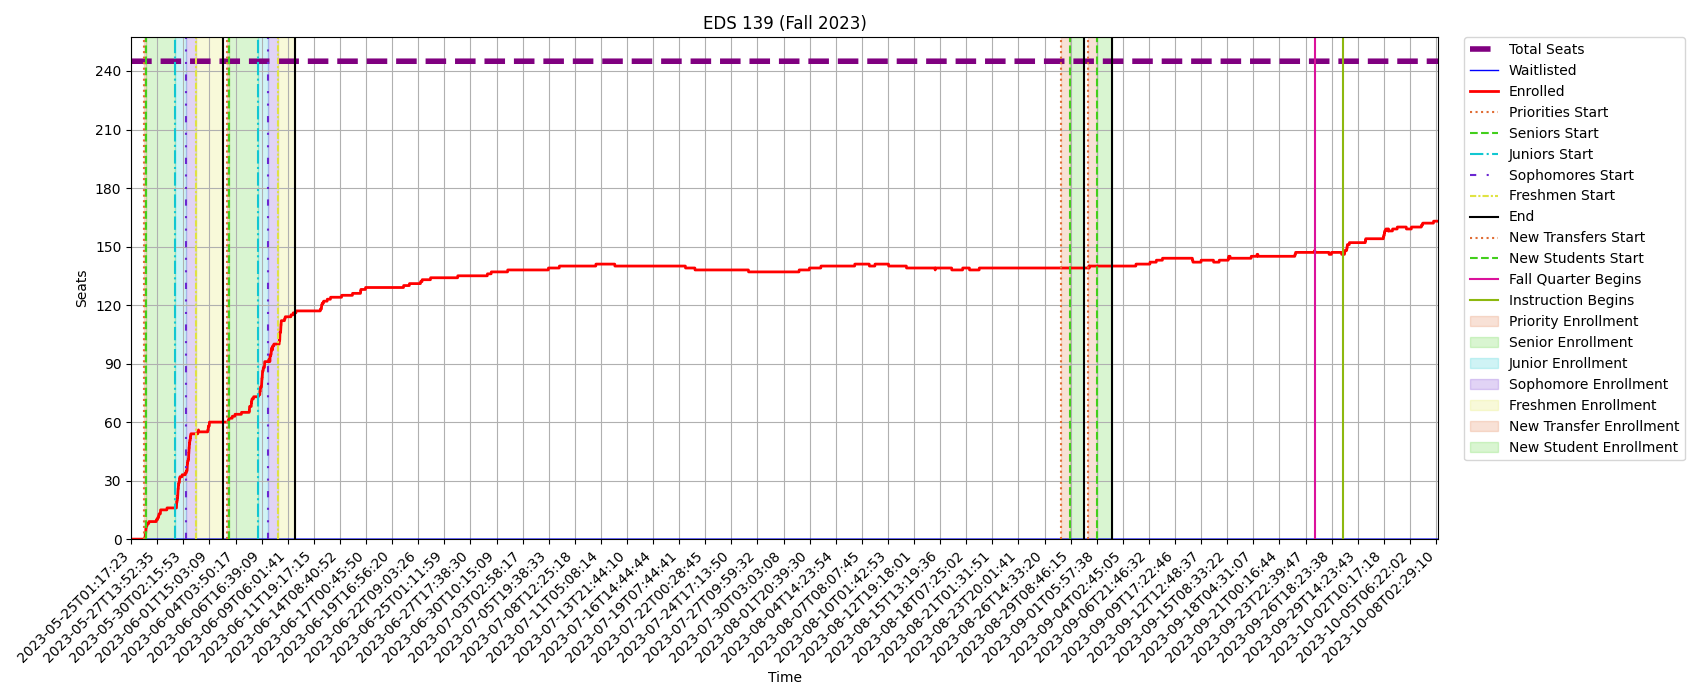 EDS 139 (Fall 2023)
Seats
240
210
180
150
120
90
60
30
0
2023-05-25T01:17:23
2023-05-27T13:52:35
2023-05-30T02:15:53
2023-06-01T15:03:09
2023-06-04T03:50:17
2023-06-06T16:39:09
2023-06-09T06:01:41
2023-06-11T19:17:15
2023-06-14T08:40:52
2023-06-17T00:45:50
2023-06-19T16:56:20
2023-06-22T09:03:26
2023-06-25T01:11:59
2023-06-27T17:38:30
2023-06-30T10:15:09
2023-07-03T02:58:17
2023-07-05T19:38:33
2023-07-08T12:25:18
2023-07-11T05:08:14
2023-07-13T21:44:10
2023-07-16T14:44:44
2023-07-19T07:44:41
2023-07-22T00:28:45
2023-07-24T17:13:50
2023-07-27T09:59:32
2023-07-30T03:03:08
2023-08-01T20:39:30
2023-08-04T14:23:54
2023-08-07T08:07:45
2023-08-10T01:42:53
2023-08-12T19:18:01
2023-08-15T13:19:36
2023-08-18T07:25:02
2023-08-21T01:31:51
2023-08-23T20:01:41
2023-08-26T14:33:20
2023-08-29T08:46:15
2023-09-01T05:57:38
2023-09-04T02:45:05
2023-09-06T21:46:32
2023-09-09T17:22:46
2023-09-12T12:48:37
2023-09-15T08:33:22
2023-09-18T04:31:07
2023-09-21T00:16:44
2023-09-23T22:39:47
2023-09-26T18:23:38
2023-09-29T14:23:43
2023-10-02T10:17:18
2023-10-05T06:22:02
2023-10-08T02:29:10
Time
Total Seats
Waitlisted
Enrolled
Priorities Start
Seniors Start
Juniors Start
Sophomores Start
Freshmen Start
End
New Transfers Start
New Students Start
Fall Quarter Begins
Instruction Begins
Priority Enrollment
Senior Enrollment
Junior Enrollment
Sophomore Enrollment
Freshmen Enrollment
New Transfer Enrollment
New Student Enrollment